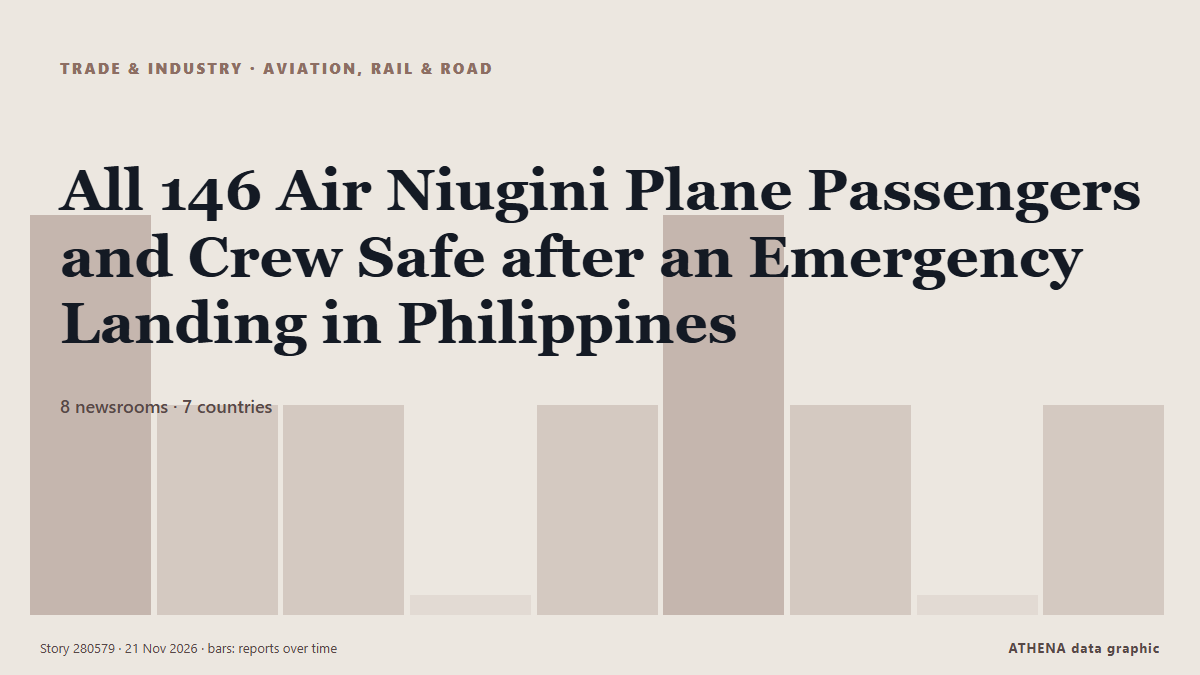 TRADE & INDUSTRY · AVIATION, RAIL & ROAD
All 146 Air Niugini Plane Passengers
and Crew Safe after an Emergency
Landing in Philippines
8 newsrooms · 7 countries
Story 280579 · 21 Nov 2026 · bars: reports over time
ATHENA data graphic